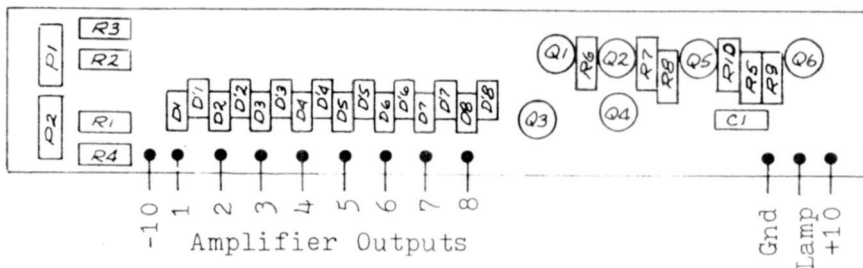 P1
R3
R2
P2
R1
R4
D1
D'1
D2
D'2
D3
D'3
D4
D'4
D5
D'5
D6
D'6
D7
D'7
D8
D'8
Q1
R6
Q2
R7
R8
Q5
R10
R5
R9
Q6
Q3
Q4
C1
-10
1
2
3
4
5
6
7
8
Gnd
Lamp
+10
Amplifier Outputs